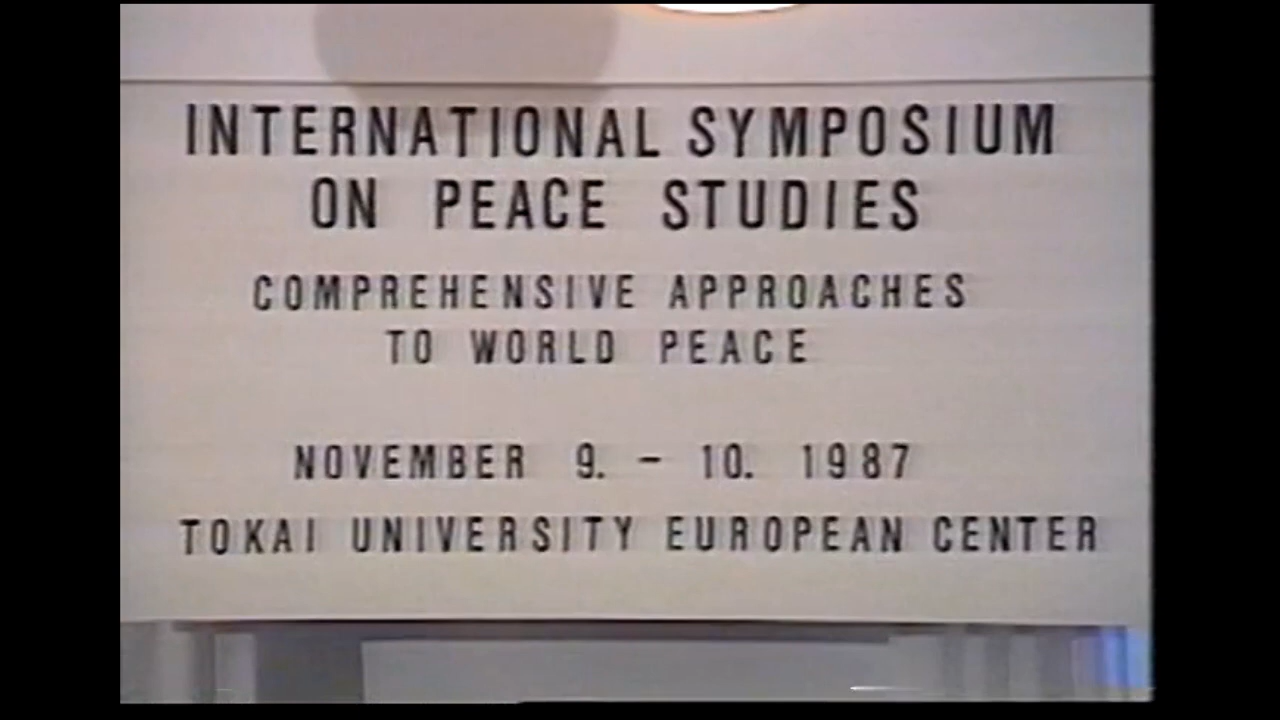 INTERNATIONAL SYMPOSIUM
ON PEACE STUDIES
COMPREHENSIVE APPROACHES
TO WORLD PEACE
NOVEMBER 9. - 10. 1987
TOKAI UNIVERSITY EUROPEAN CENTER